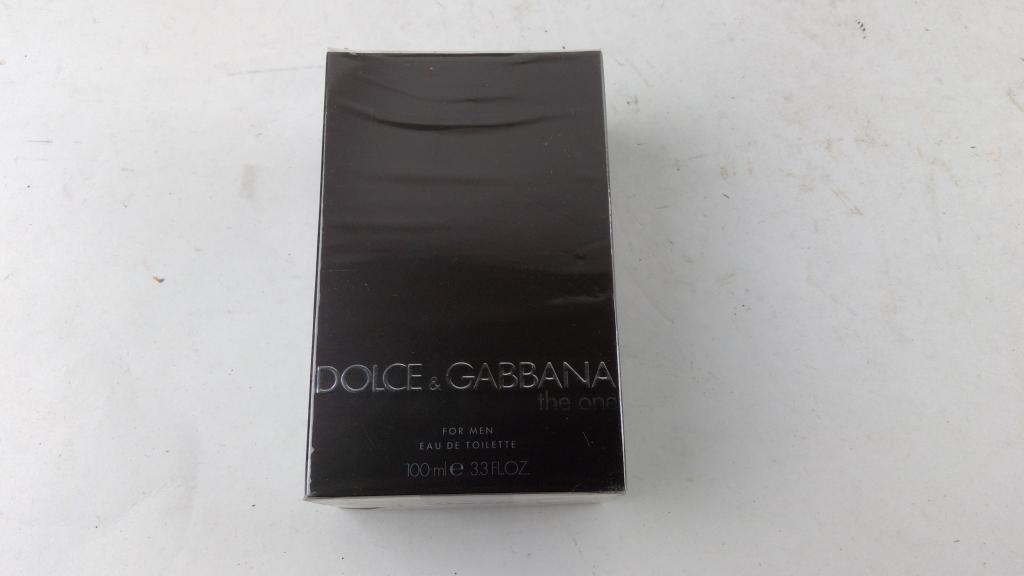 DOLCE & GABBANA
the one
FOR MEN
EAU DE TOILETTE
100 ml e 3.3 FL.OZ.